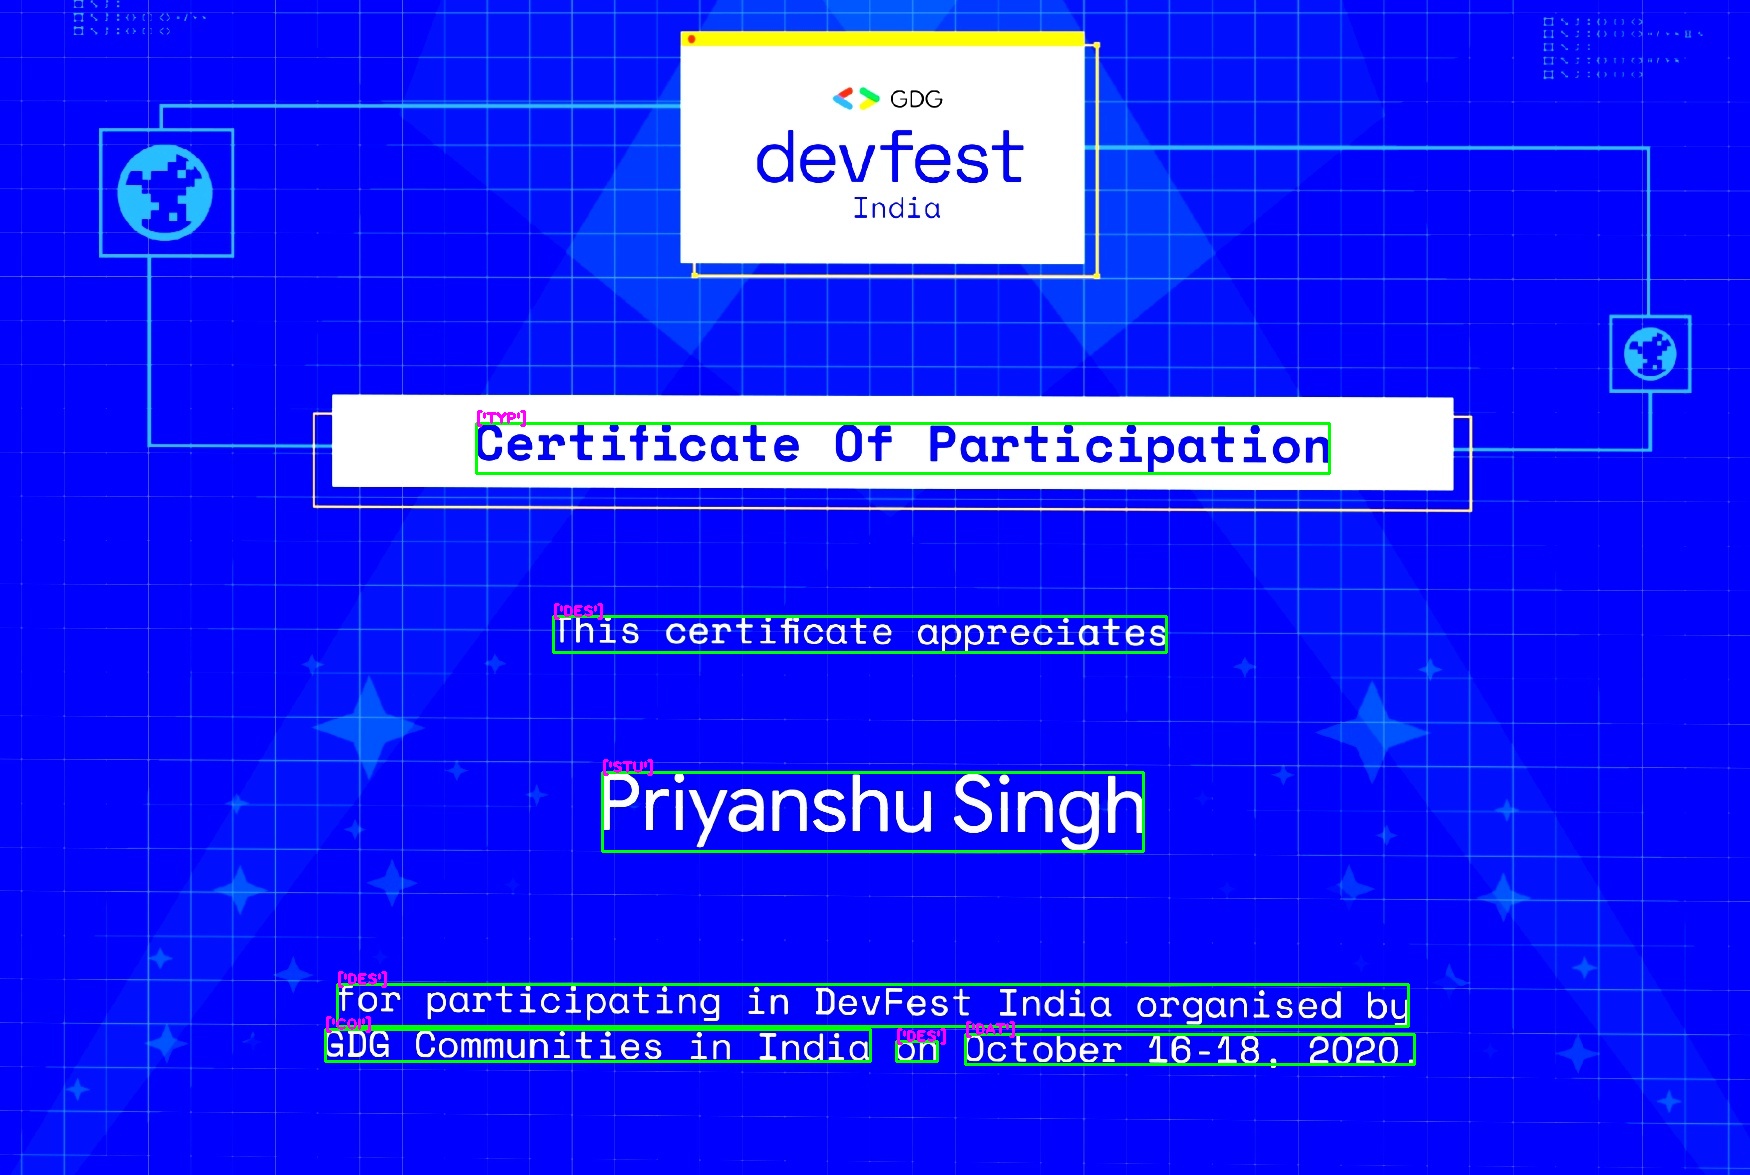 GDG
devfest
India
['TYP']
Certificate Of Participation
['DES']
This certificate appreciates
['STU']
Priyanshu Singh
['DES']
for participating in DevFest India organised by
['COI'] ['DES'] ['DAT']
GDG Communities in India on October 16-18, 2020.